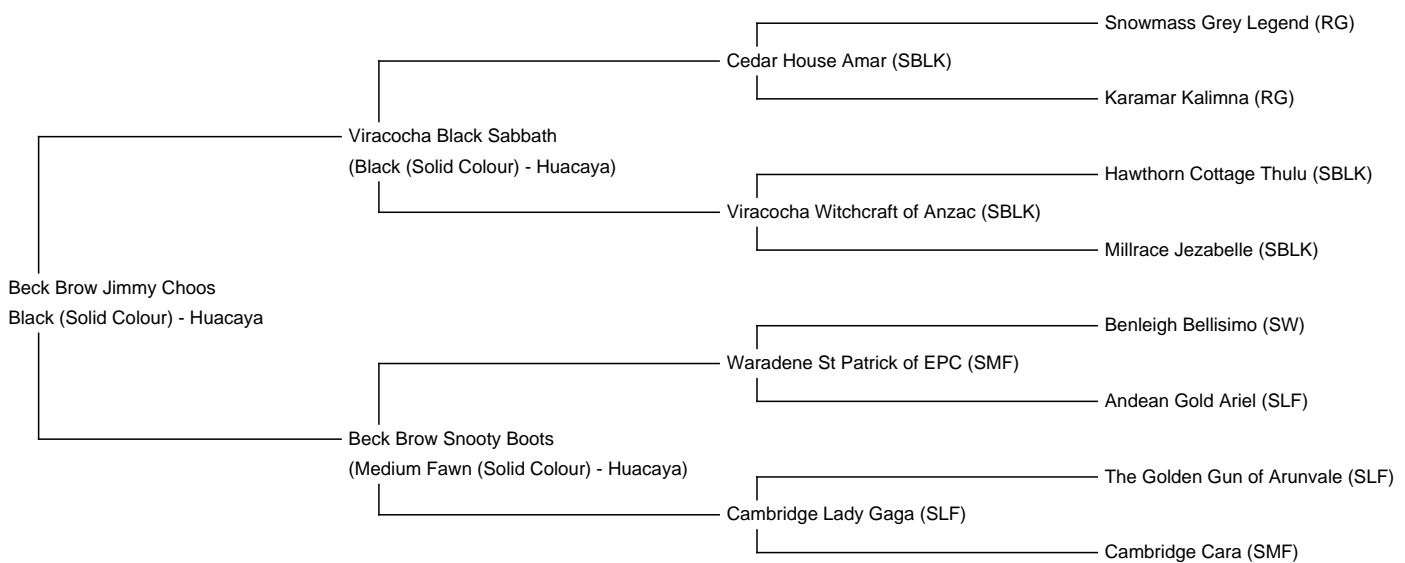 Snowmass Grey Legend (RG)
Cedar House Amar (SBLK)
Karamar Kalimna (RG)
Viracocha Black Sabbath
(Black (Solid Colour) - Huacaya)
Hawthorn Cottage Thulu (SBLK)
Viracocha Witchcraft of Anzac (SBLK)
Millrace Jezabelle (SBLK)
Beck Brow Jimmy Choos
Black (Solid Colour) - Huacaya
Benleigh Bellisimo (SW)
Waradene St Patrick of EPC (SMF)
Andean Gold Ariel (SLF)
Beck Brow Snooty Boots
(Medium Fawn (Solid Colour) - Huacaya)
The Golden Gun of Arunvale (SLF)
Cambridge Lady Gaga (SLF)
Cambridge Cara (SMF)